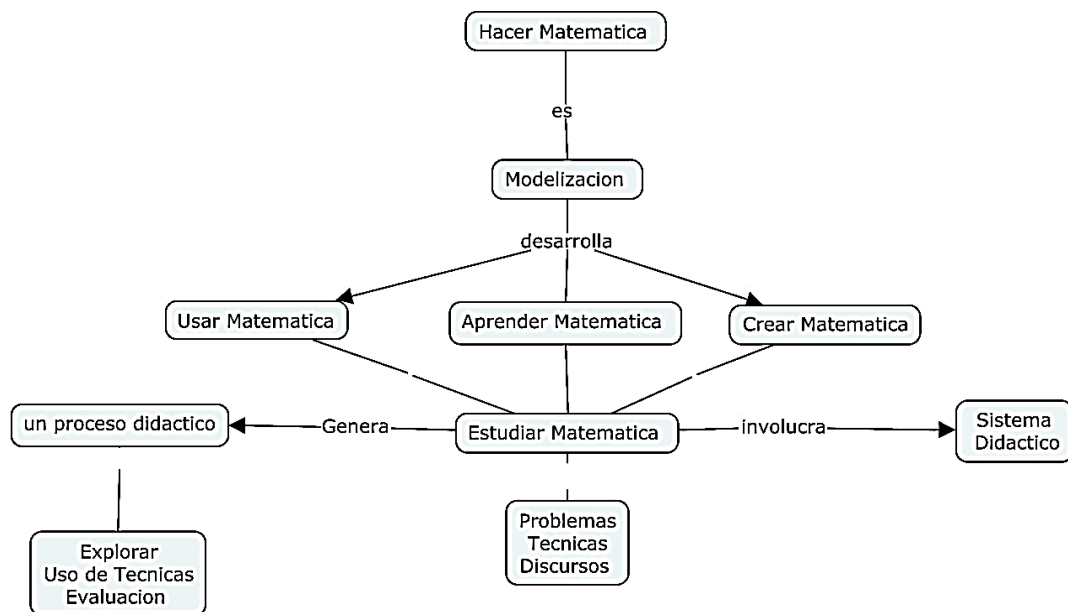 Hacer Matematica
es
Modelizacion
desarrolla
Usar Matematica
Aprender Matematica
Crear Matematica
un proceso didactico
Genera
Estudiar Matematica
involucra
Sistema
Didactico
Explorar
Uso de Tecnicas
Evaluacion
Problemas
Tecnicas
Discursos